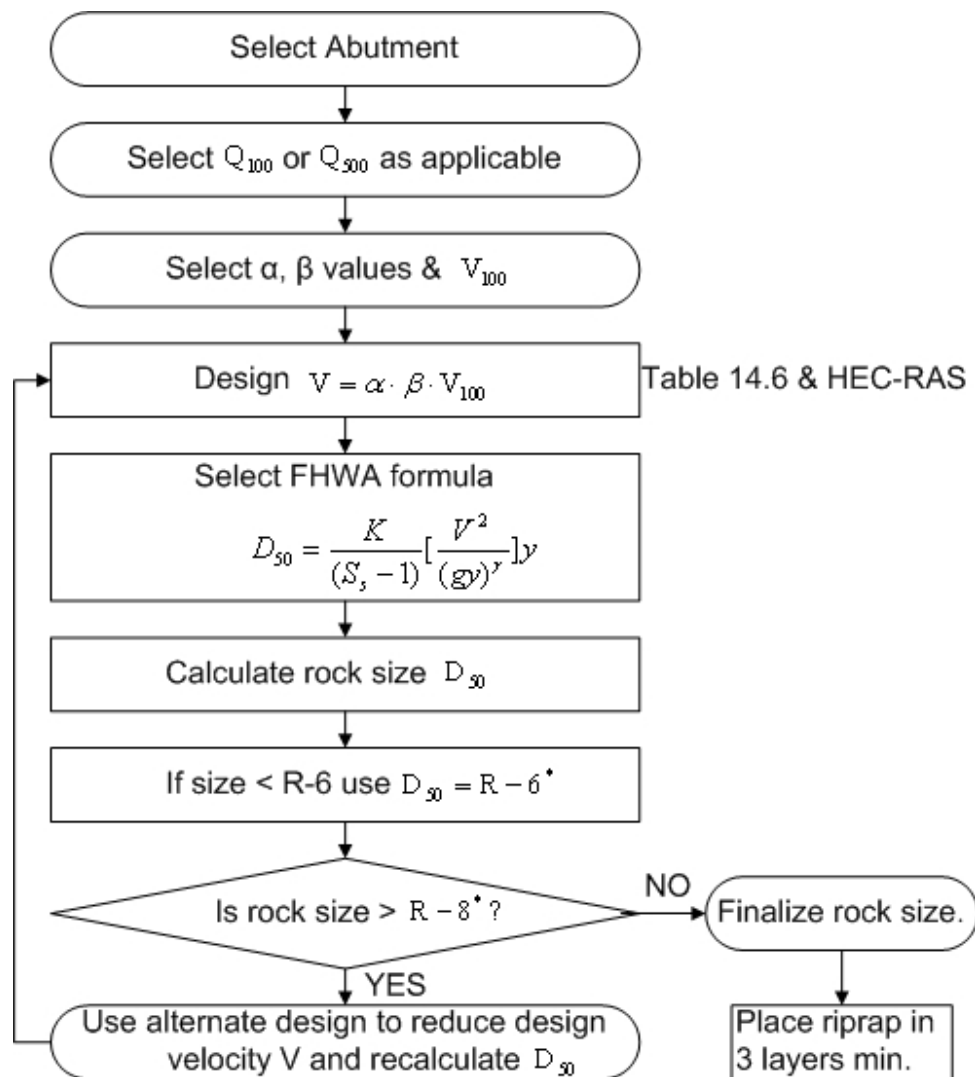 Select Abutment
Select Q₁₀₀ or Q₅₀₀ as applicable
Select α, β values & V₁₀₀
Design V = α · β · V₁₀₀
Table 14.6 & HEC-RAS
Select FHWA formula
D₅₀ = K/(Sₛ − 1) [V²/(gy)ʸ]y
Calculate rock size D₅₀
If size < R-6 use D₅₀ = R − 6*
Is rock size > R − 8* ?
NO
Finalize rock size.
YES
Use alternate design to reduce design
velocity V and recalculate D₅₀
Place riprap in
3 layers min.